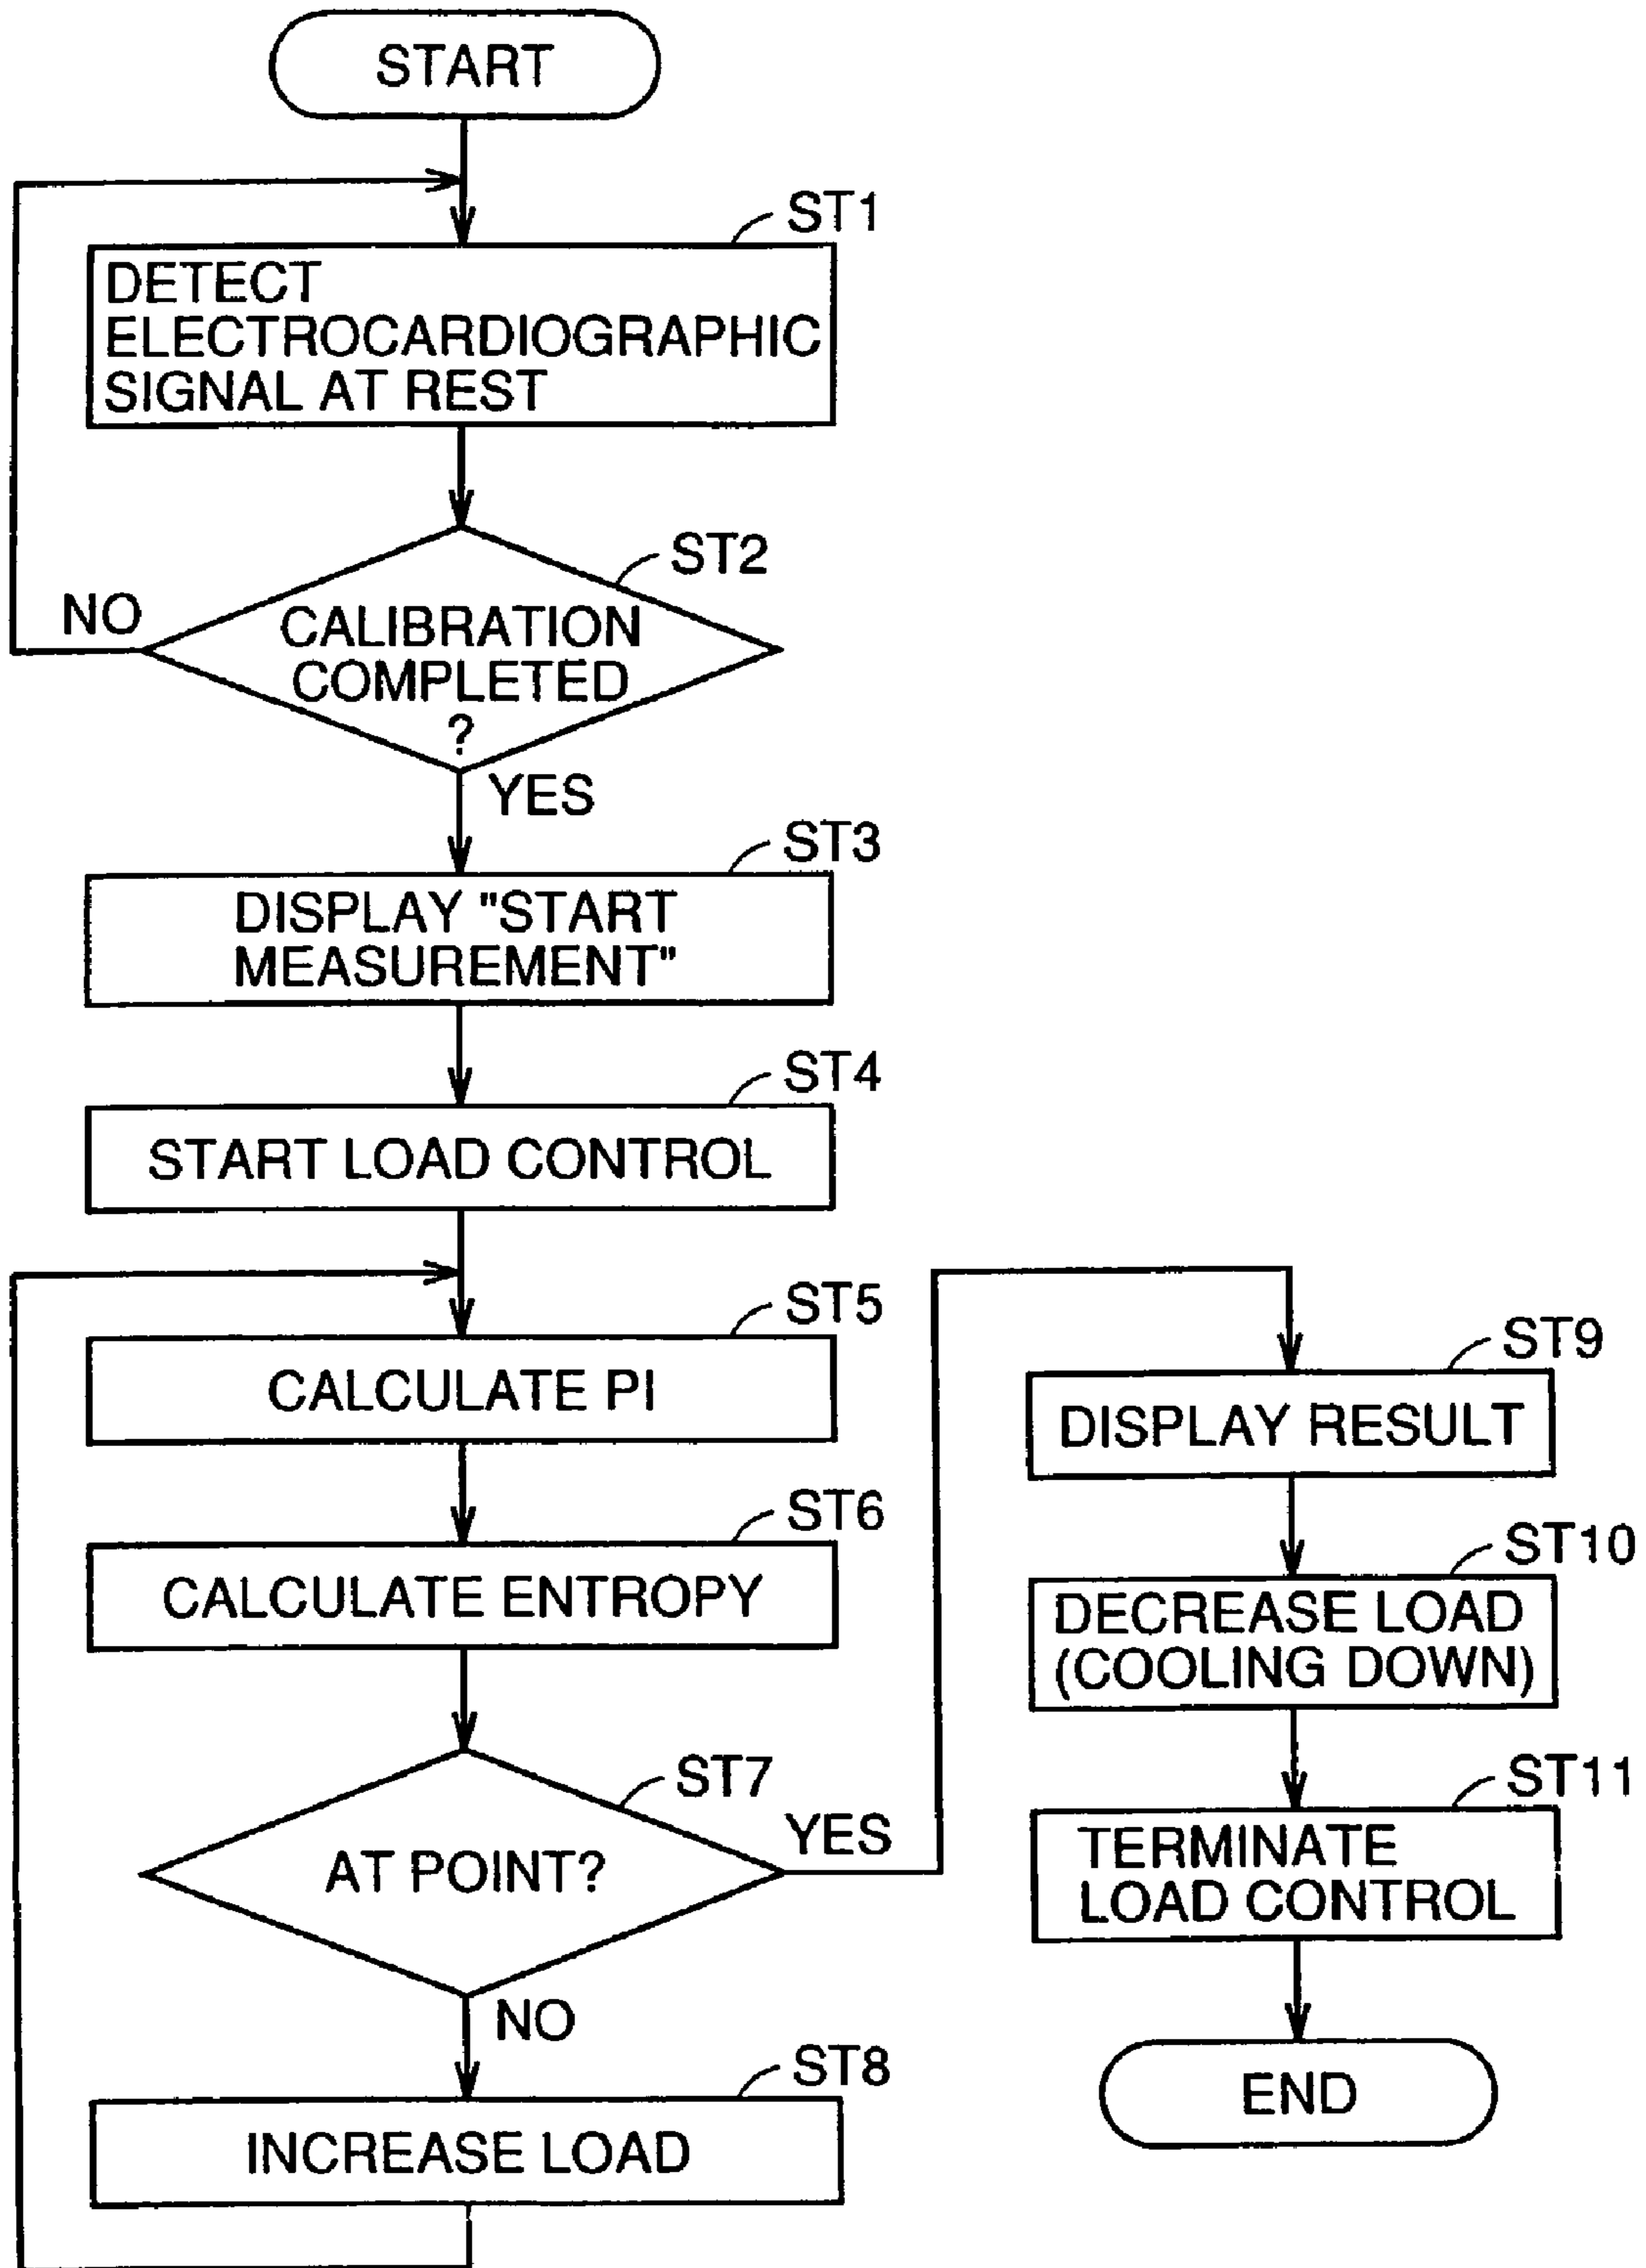 START
ST1
DETECT
ELECTROCARDIOGRAPHIC
SIGNAL AT REST
ST2
NO
CALIBRATION
COMPLETED
?
YES
ST3
DISPLAY "START
MEASUREMENT"
ST4
START LOAD CONTROL
ST5
CALCULATE PI
ST6
CALCULATE ENTROPY
ST7
YES
AT POINT?
NO
ST8
INCREASE LOAD
ST9
DISPLAY RESULT
ST10
DECREASE LOAD
(COOLING DOWN)
ST11
TERMINATE
LOAD CONTROL
END